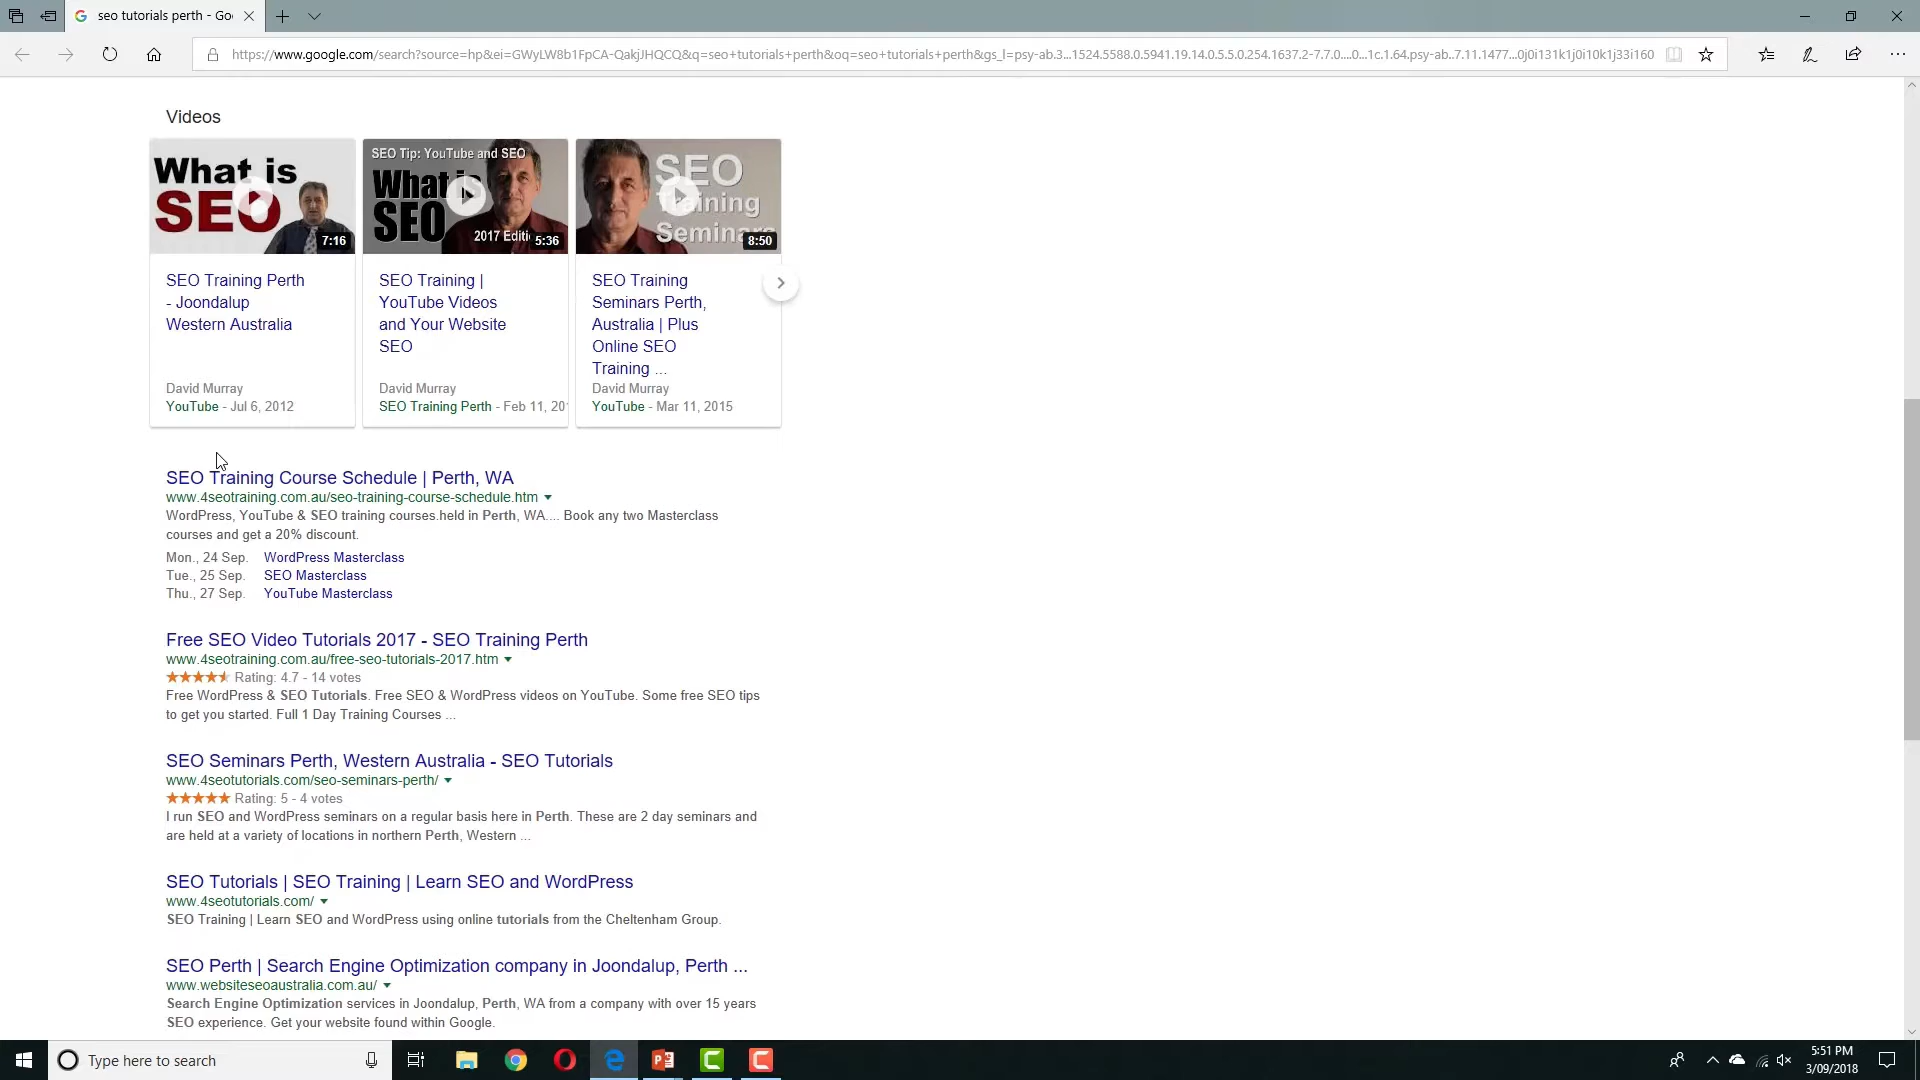 seo tutorials perth - Go
https://www.google.com/search?source=hp&ei=GWyLW8b1FpCA-QakjJHQCQ&q=seo+tutorials+perth&oq=seo+tutorials+perth&gs_l=psy-ab.3...1524.5588.0.5941.19.14.0.5.5.0.254.1637.2-7.7.0....0...1c.1.64.psy-ab..7.11.1477...0j0i131k1j0i10k1j33i160
Videos
What is
SEO
7:16
SEO Tip: YouTube and SEO
What is
SEO
2017 Editi
5:36
SEO
Training
Seminars
8:50
SEO Training Perth
- Joondalup
Western Australia
David Murray
YouTube - Jul 6, 2012
SEO Training |
YouTube Videos
and Your Website
SEO
David Murray
SEO Training Perth - Feb 11, 20
SEO Training
Seminars Perth,
Australia | Plus
Online SEO
Training ...
David Murray
YouTube - Mar 11, 2015
SEO Training Course Schedule | Perth, WA
www.4seotraining.com.au/seo-training-course-schedule.htm
WordPress, YouTube & SEO training courses.held in Perth, WA.... Book any two Masterclass
courses and get a 20% discount.
Mon., 24 Sep. WordPress Masterclass
Tue., 25 Sep. SEO Masterclass
Thu., 27 Sep. YouTube Masterclass
Free SEO Video Tutorials 2017 - SEO Training Perth
www.4seotraining.com.au/free-seo-tutorials-2017.htm
Rating: 4.7 - 14 votes
Free WordPress & SEO Tutorials. Free SEO & WordPress videos on YouTube. Some free SEO tips
to get you started. Full 1 Day Training Courses ...
SEO Seminars Perth, Western Australia - SEO Tutorials
www.4seotutorials.com/seo-seminars-perth/
Rating: 5 - 4 votes
I run SEO and WordPress seminars on a regular basis here in Perth. These are 2 day seminars and
are held at a variety of locations in northern Perth, Western ...
SEO Tutorials | SEO Training | Learn SEO and WordPress
www.4seotutorials.com/
SEO Training | Learn SEO and WordPress using online tutorials from the Cheltenham Group.
SEO Perth | Search Engine Optimization company in Joondalup, Perth ...
www.websiteseoaustralia.com.au/
Search Engine Optimization services in Joondalup, Perth, WA from a company with over 15 years
SEO experience. Get your website found within Google.
Type here to search
5:51 PM
3/09/2018